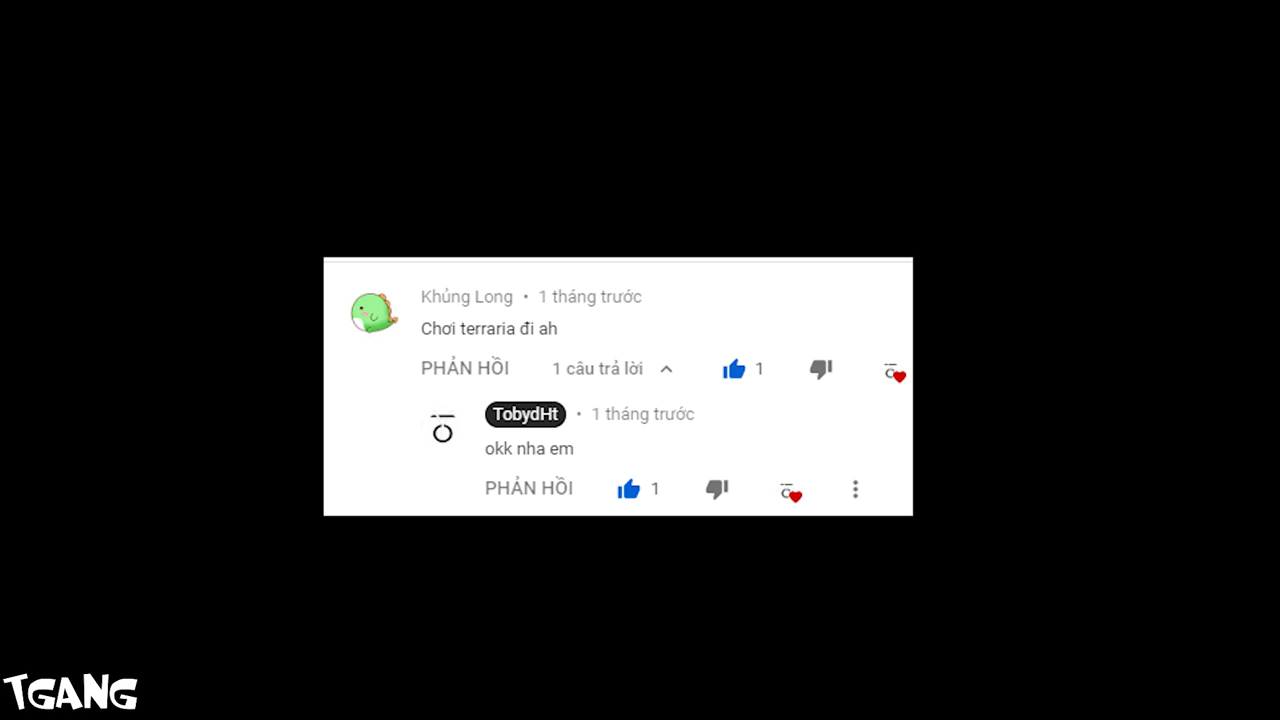 Khủng Long • 1 tháng trước
Chơi terraria đi ah
PHẢN HỒI 1 câu trả lời 1
TobydHt • 1 tháng trước
okk nha em
PHẢN HỒI 1
TGANG